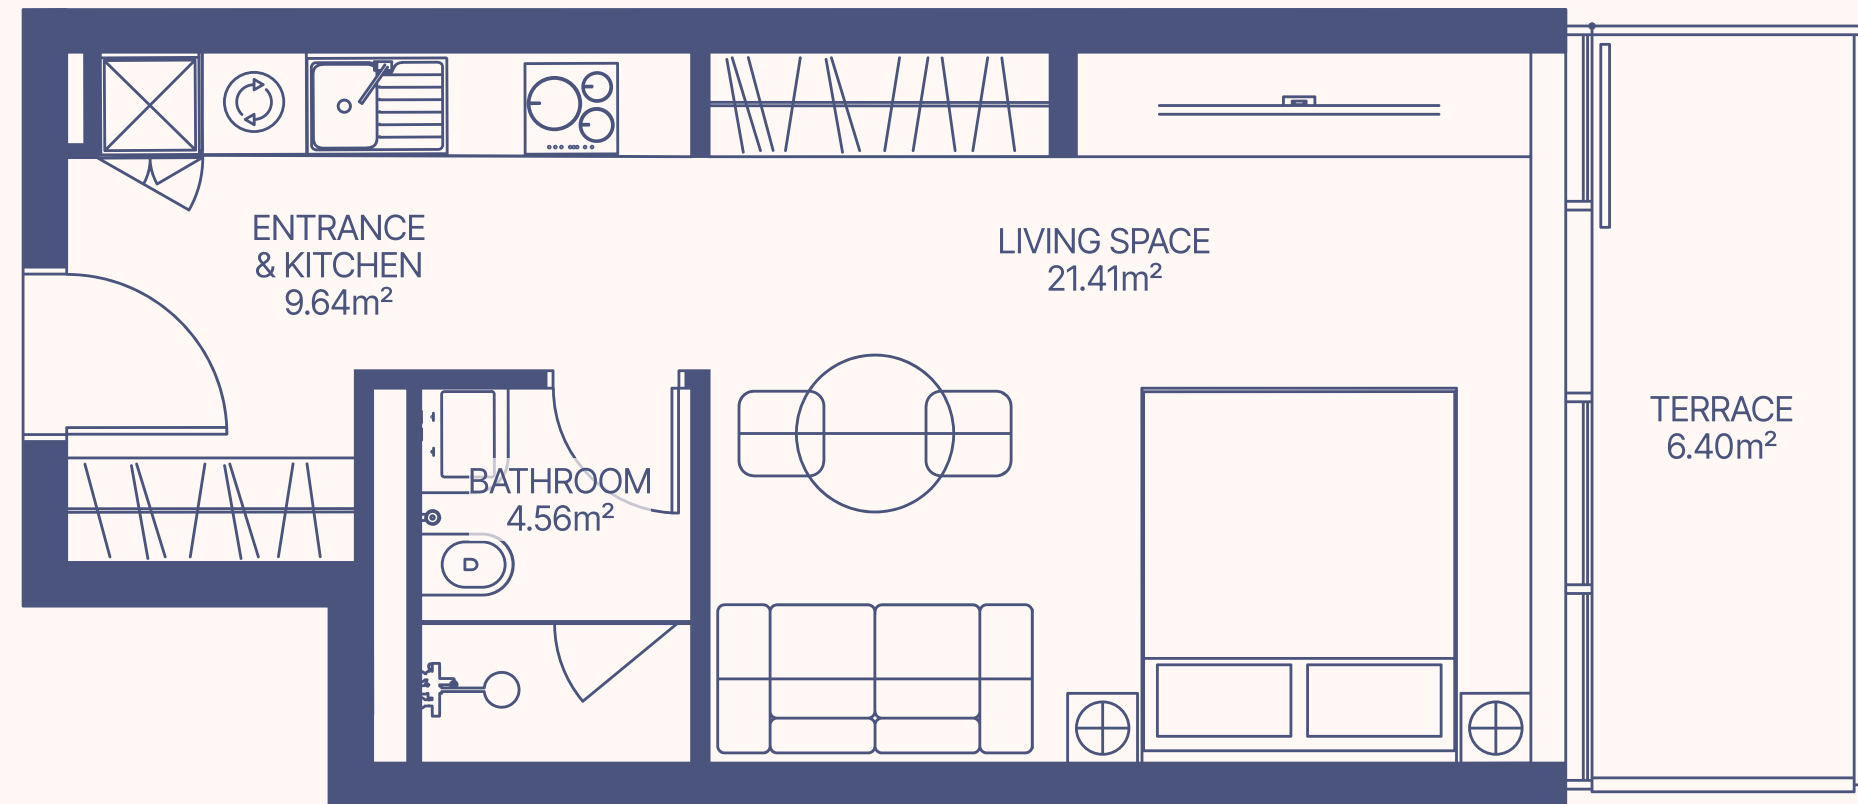 ENTRANCE
& KITCHEN
9.64m²
LIVING SPACE
21.41m²
TERRACE
6.40m²
BATHROOM
4.56m²